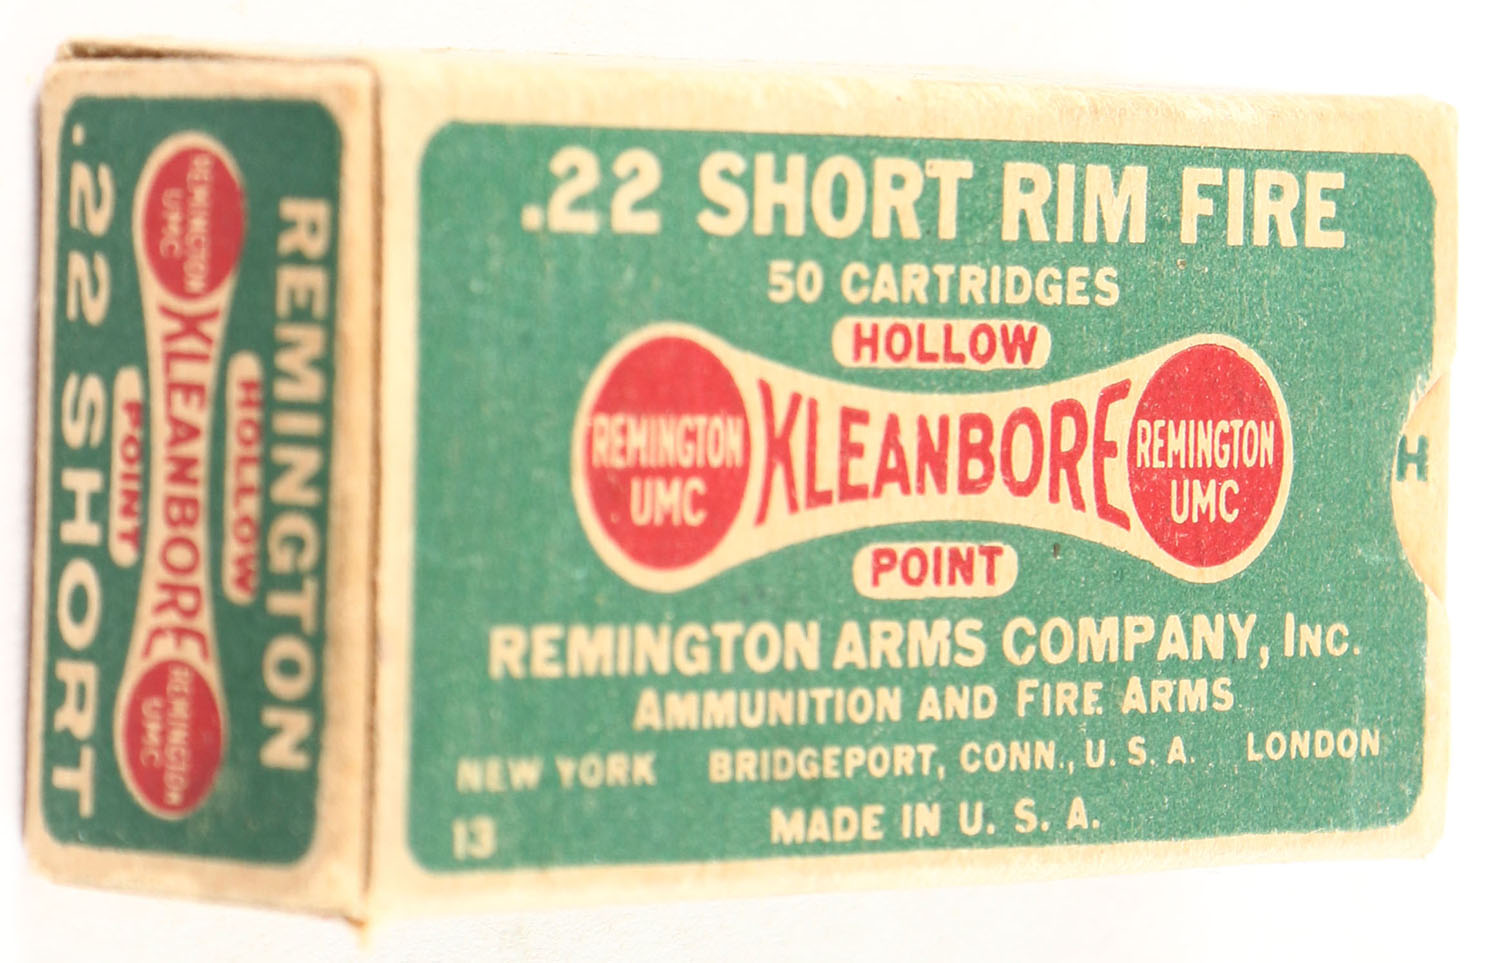 .22 SHORT RIM FIRE
50 CARTRIDGES
HOLLOW
REMINGTON UMC KLEANBORE REMINGTON UMC
POINT
REMINGTON ARMS COMPANY, INC.
AMMUNITION AND FIRE ARMS
NEW YORK BRIDGEPORT, CONN., U. S. A. LONDON
13 MADE IN U. S. A.
H
REMINGTON
HOLLOW
REMINGTON UMC KLEANBORE REMINGTON UMC
POINT
.22 SHORT